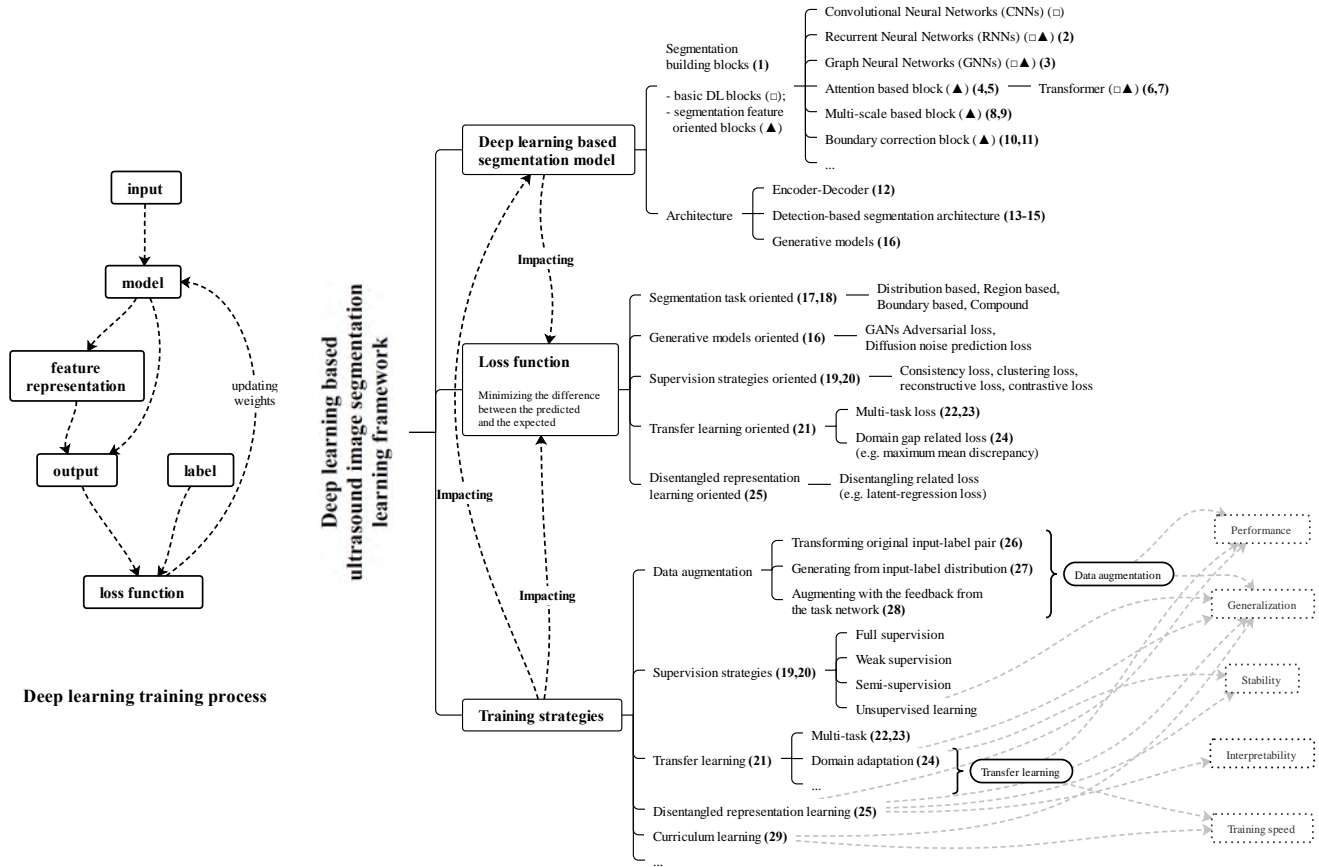 input
model
feature
representation
updating
weights
output
label
loss function
Deep learning training process
Deep learning based
ultrasound image segmentation
learning framework
Deep learning based
segmentation model
Impacting
Segmentation
building blocks (1)
- basic DL blocks (□);
- segmentation feature
oriented blocks (▲)
Convolutional Neural Networks (CNNs) (□)
Recurrent Neural Networks (RNNs) (□▲) (2)
Graph Neural Networks (GNNs) (□▲) (3)
Attention based block (▲) (4,5)
Transformer (□▲) (6,7)
Multi-scale based block (▲) (8,9)
Boundary correction block (▲) (10,11)
...
Architecture
Encoder-Decoder (12)
Detection-based segmentation architecture (13-15)
Generative models (16)
Loss function
Minimizing the difference
between the predicted
and the expected
Impacting
Impacting
Segmentation task oriented (17,18)
Distribution based, Region based,
Boundary based, Compound
Generative models oriented (16)
GANs Adversarial loss,
Diffusion noise prediction loss
Supervision strategies oriented (19,20)
Consistency loss, clustering loss,
reconstructive loss, contrastive loss
Transfer learning oriented (21)
Multi-task loss (22,23)
Domain gap related loss (24)
(e.g. maximum mean discrepancy)
Disentangled representation
learning oriented (25)
Disentangling related loss
(e.g. latent-regression loss)
Training strategies
Data augmentation
Transforming original input-label pair (26)
Generating from input-label distribution (27)
Augmenting with the feedback from
the task network (28)
Data augmentation
Supervision strategies (19,20)
Full supervision
Weak supervision
Semi-supervision
Unsupervised learning
Transfer learning (21)
Multi-task (22,23)
Domain adaptation (24)
...
Transfer learning
Disentangled representation learning (25)
Curriculum learning (29)
...
Performance
Generalization
Stability
Interpretability
Training speed